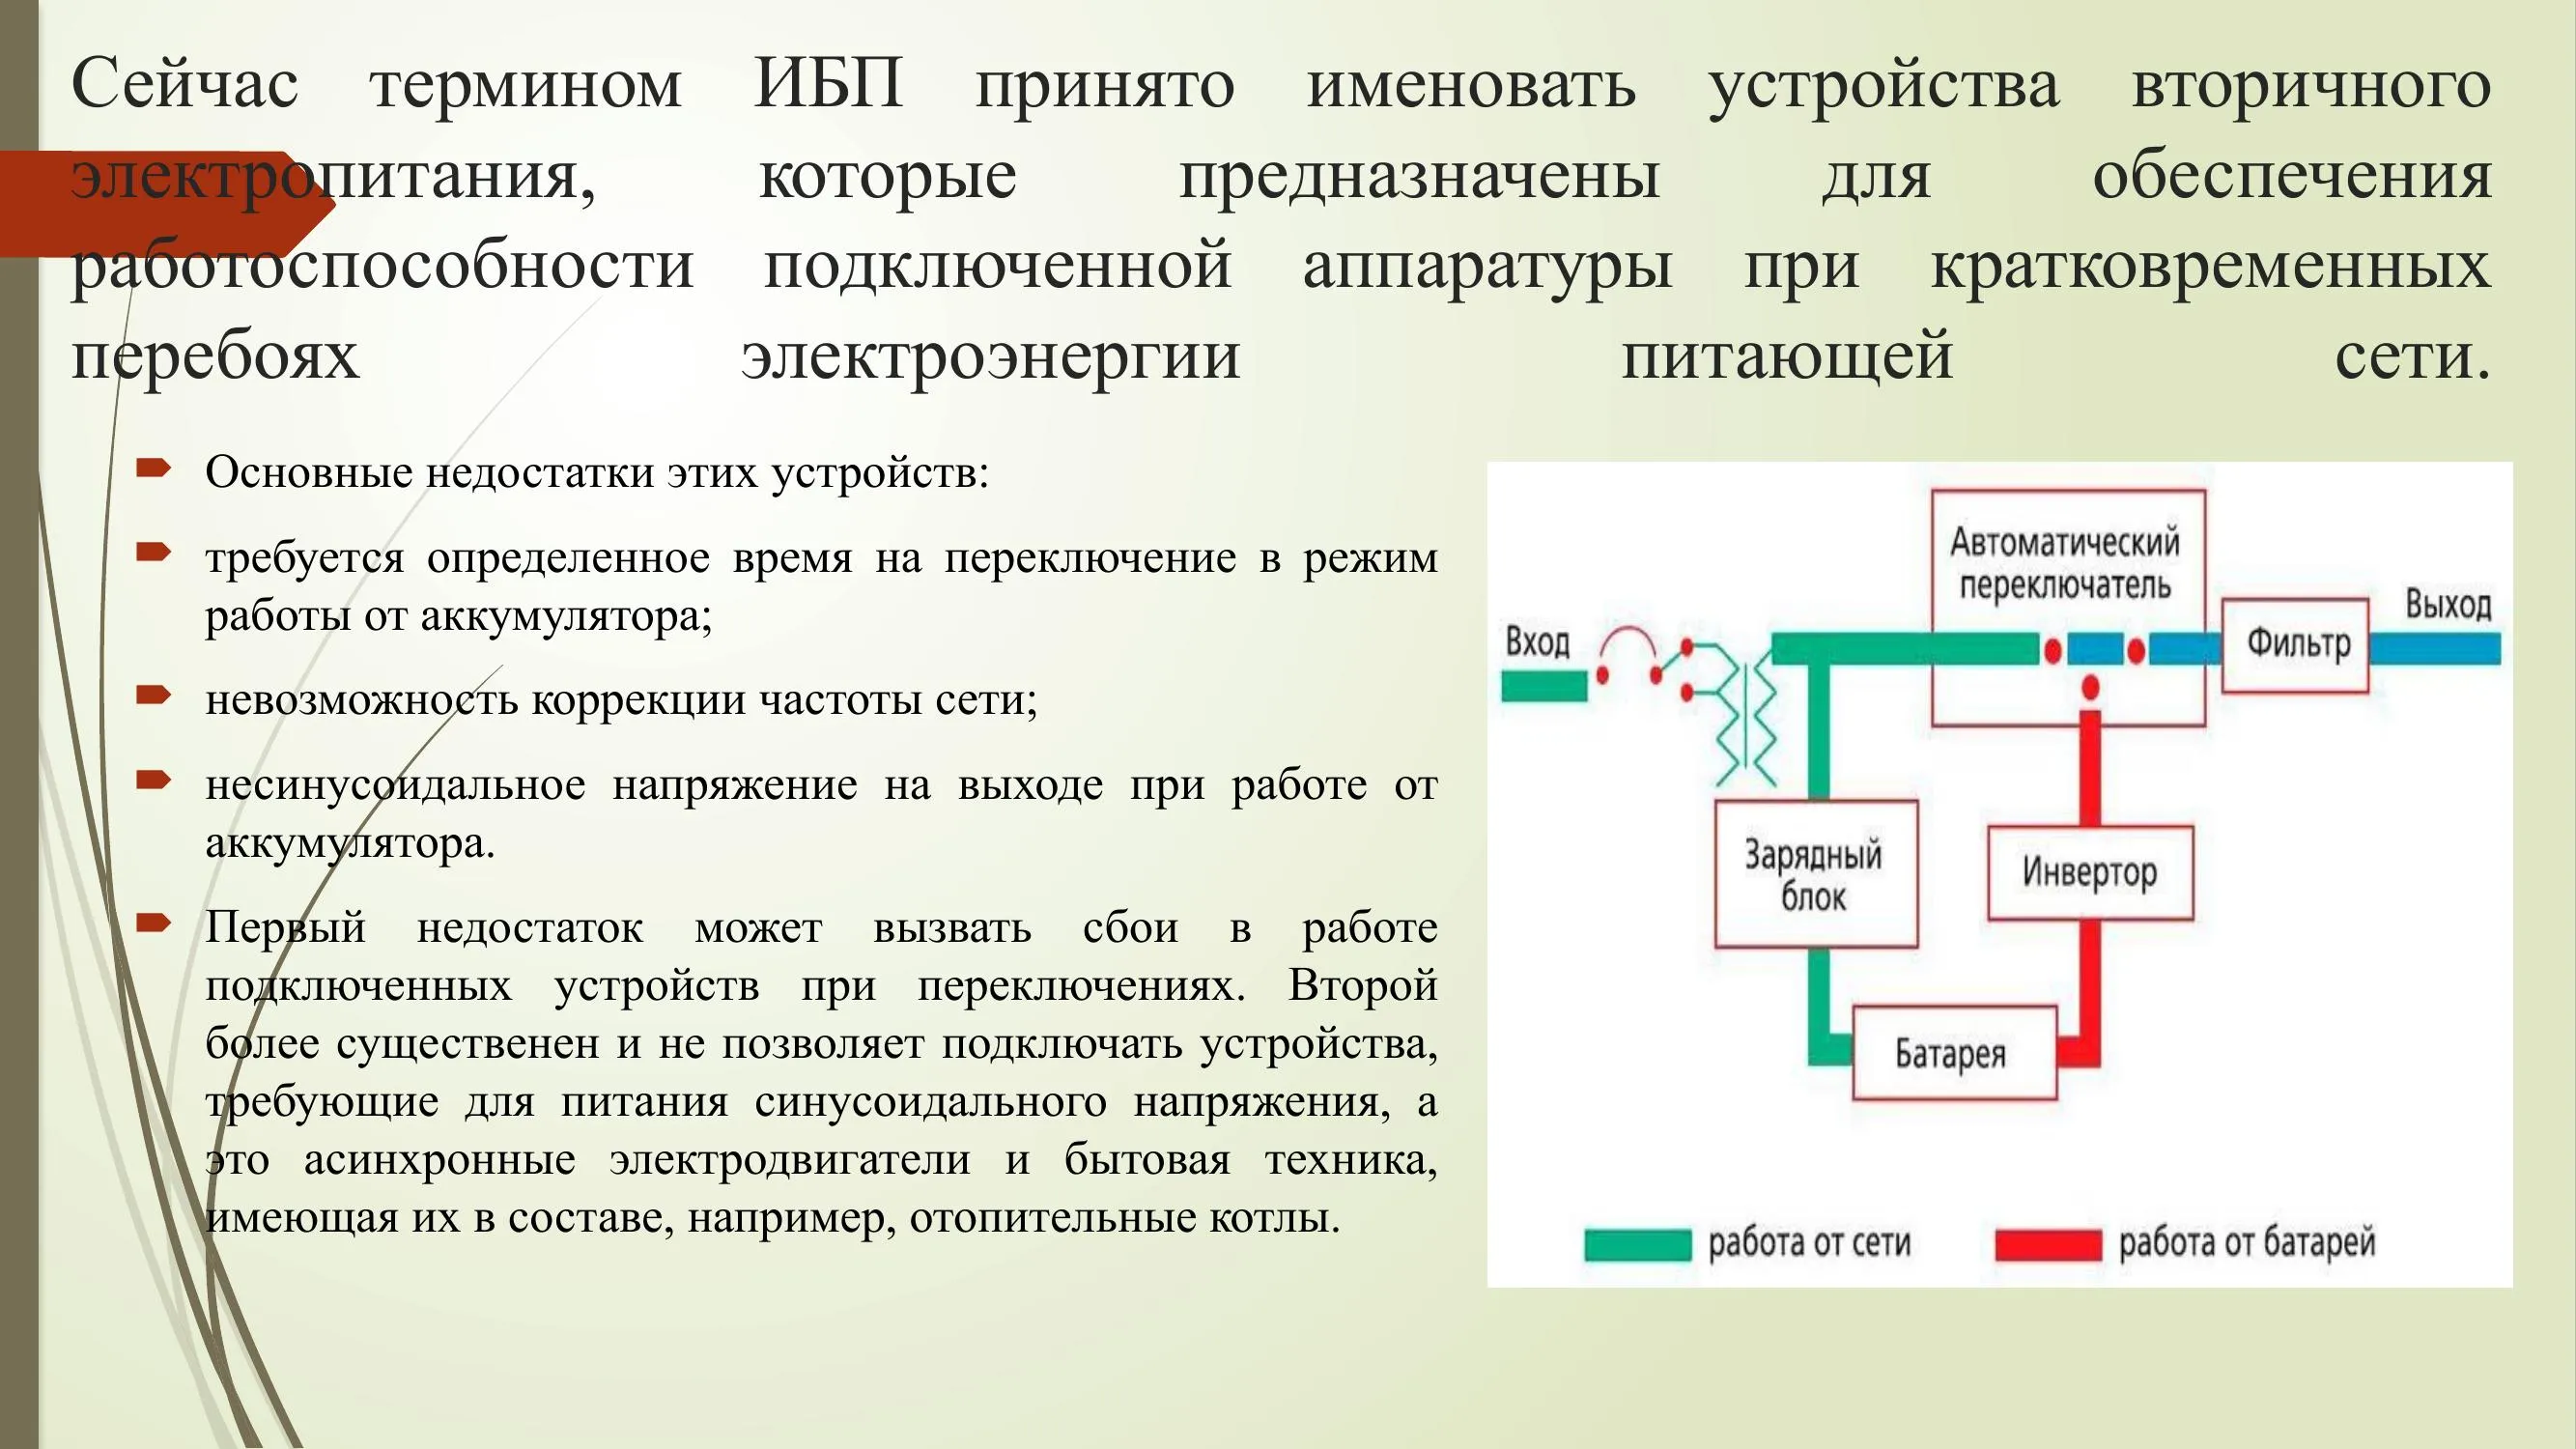 Сейчас термином ИБП принято именовать устройства вторичного
электропитания, которые предназначены для обеспечения
работоспособности подключенной аппаратуры при кратковременных
перебоях электроэнергии питающей сети.
Основные недостатки этих устройств:
требуется определенное время на переключение в режим
работы от аккумулятора;
невозможность коррекции частоты сети;
несинусоидальное напряжение на выходе при работе от
аккумулятора.
Первый недостаток может вызвать сбои в работе
подключенных устройств при переключениях. Второй
более существенен и не позволяет подключать устройства,
требующие для питания синусоидального напряжения, а
это асинхронные электродвигатели и бытовая техника,
имеющая их в составе, например, отопительные котлы.
Автоматический
переключатель
Вход
Фильтр
Выход
Зарядный
блок
Инвертор
Батарея
работа от сети
работа от батарей